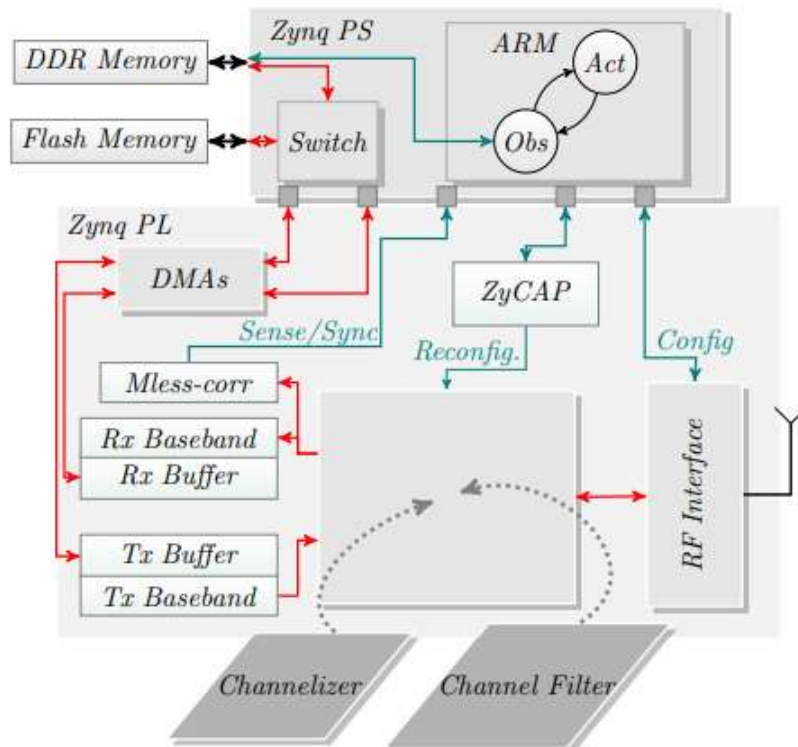 Zynq PS
ARM
DDR Memory
Act
Flash Memory
Switch
Obs
Zynq PL
DMAs
ZyCAP
Sense/Sync
Reconfig.
Config
Mless-corr
Rx Baseband
Rx Buffer
RF Interface
Tx Buffer
Tx Baseband
Channelizer
Channel Filter